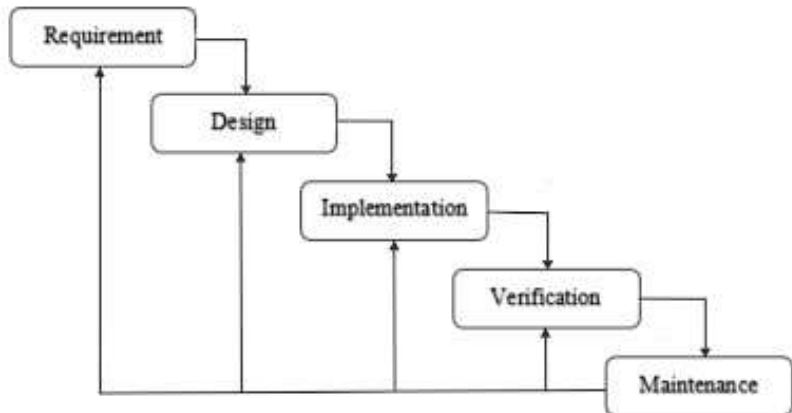 Requirement
Design
Implementation
Verification
Maintenance